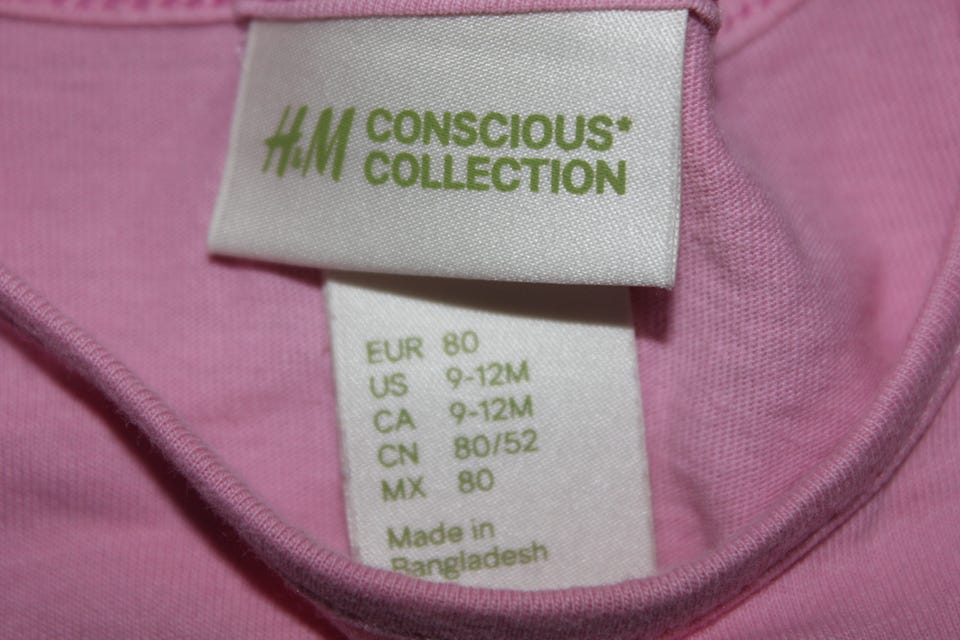 H&M CONSCIOUS*
COLLECTION
EUR 80
US 9-12M
CA 9-12M
CN 80/52
MX 80
Made in
Bangladesh